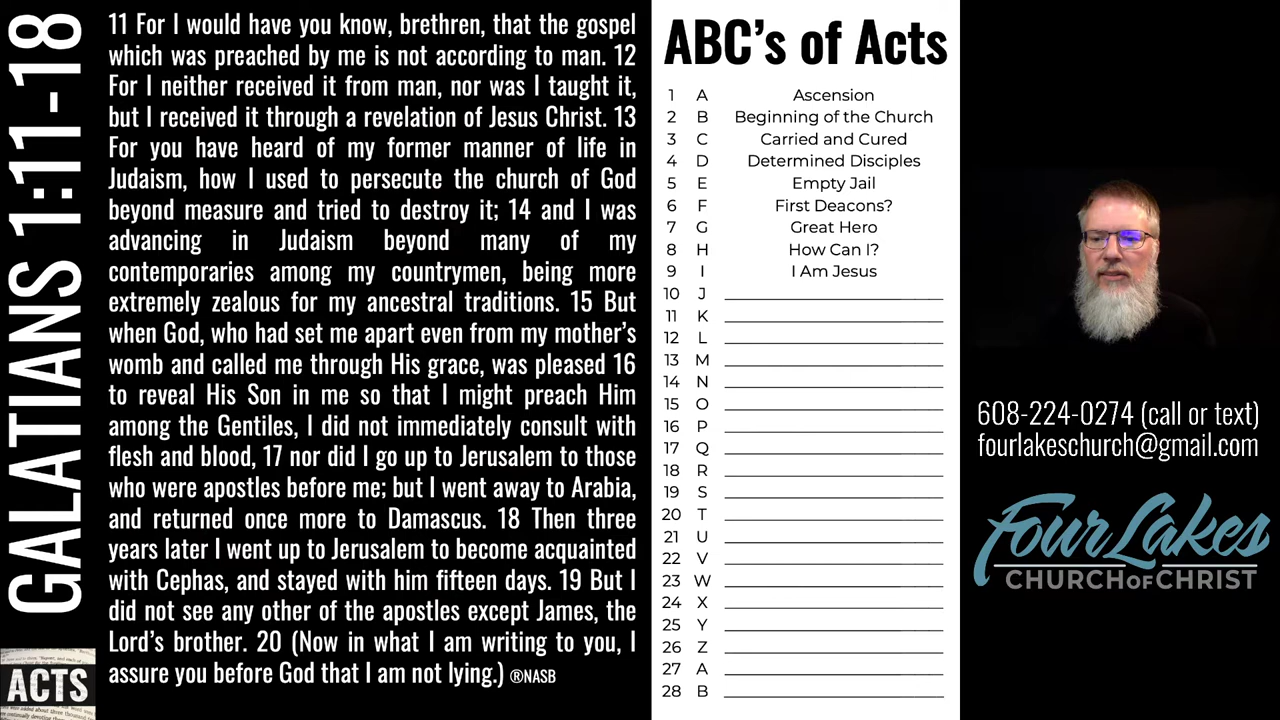 GALATIANS 1:11-18
11 For I would have you know, brethren, that the gospel
which was preached by me is not according to man. 12
For I neither received it from man, nor was I taught it,
but I received it through a revelation of Jesus Christ. 13
For you have heard of my former manner of life in
Judaism, how I used to persecute the church of God
beyond measure and tried to destroy it; 14 and I was
advancing in Judaism beyond many of my
contemporaries among my countrymen, being more
extremely zealous for my ancestral traditions. 15 But
when God, who had set me apart even from my mother's
womb and called me through His grace, was pleased 16
to reveal His Son in me so that I might preach Him
among the Gentiles, I did not immediately consult with
flesh and blood, 17 nor did I go up to Jerusalem to those
who were apostles before me; but I went away to Arabia,
and returned once more to Damascus. 18 Then three
years later I went up to Jerusalem to become acquainted
with Cephas, and stayed with him fifteen days. 19 But I
did not see any other of the apostles except James, the
Lord's brother. 20 (Now in what I am writing to you, I
assure you before God that I am not lying.) ®NASB
ACTS
ABC's of Acts
1 A Ascension
2 B Beginning of the Church
3 C Carried and Cured
4 D Determined Disciples
5 E Empty Jail
6 F First Deacons?
7 G Great Hero
8 H How Can I?
9 I I Am Jesus
10 J
11 K
12 L
13 M
14 N
15 O
16 P
17 Q
18 R
19 S
20 T
21 U
22 V
23 W
24 X
25 Y
26 Z
27 A
28 B
608-224-0274 (call or text)
fourlakeschurch@gmail.com
Four Lakes
CHURCH OF CHRIST